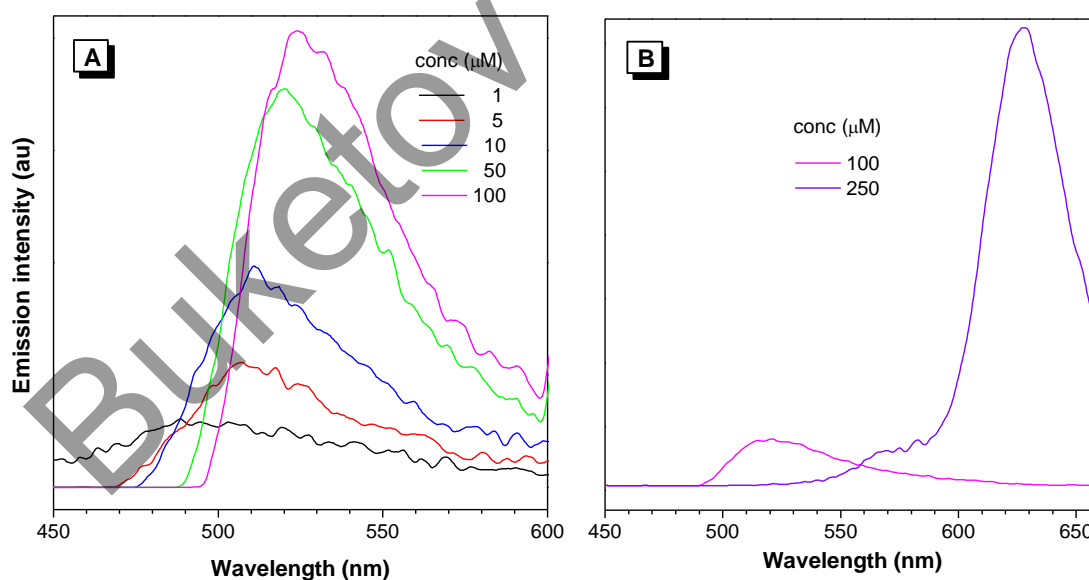 A
conc (μM)
1
5
10
50
100
Emission intensity (au)
450 500 550 600
Wavelength (nm)
B
conc (μM)
100
250
450 500 550 600 650
Wavelength (nm)
Buketov